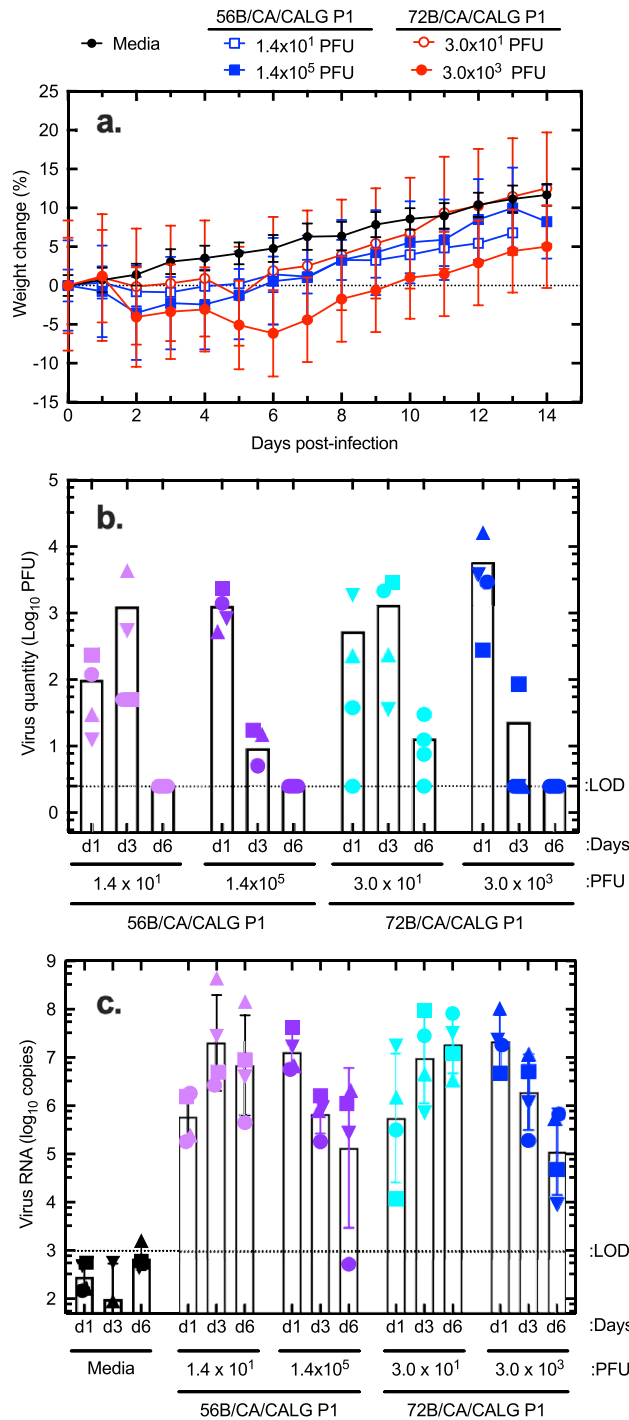 56B/CA/CALG P1 72B/CA/CALG P1
Media 1.4x10¹ PFU 3.0x10¹ PFU
1.4x10⁵ PFU 3.0x10³ PFU
a.
Weight change (%)
25
20
15
10
5
0
-5
-10
-15
0 2 4 6 8 10 12 14
Days post-infection
b.
Virus quantity (Log₁₀ PFU)
5
4
3
2
1
0
:LOD
d1 d3 d6 d1 d3 d6 d1 d3 d6 d1 d3 d6 :Days
1.4 x 10¹ 1.4x10⁵ 3.0 x 10¹ 3.0 x 10³ :PFU
56B/CA/CALG P1 72B/CA/CALG P1
c.
Virus RNA (log₁₀ copies)
9
8
7
6
5
4
3
2
:LOD
d1 d3 d6 d1 d3 d6 d1 d3 d6 d1 d3 d6 d1 d3 d6 :Days
Media 1.4 x 10¹ 1.4x10⁵ 3.0 x 10¹ 3.0 x 10³ :PFU
56B/CA/CALG P1 72B/CA/CALG P1